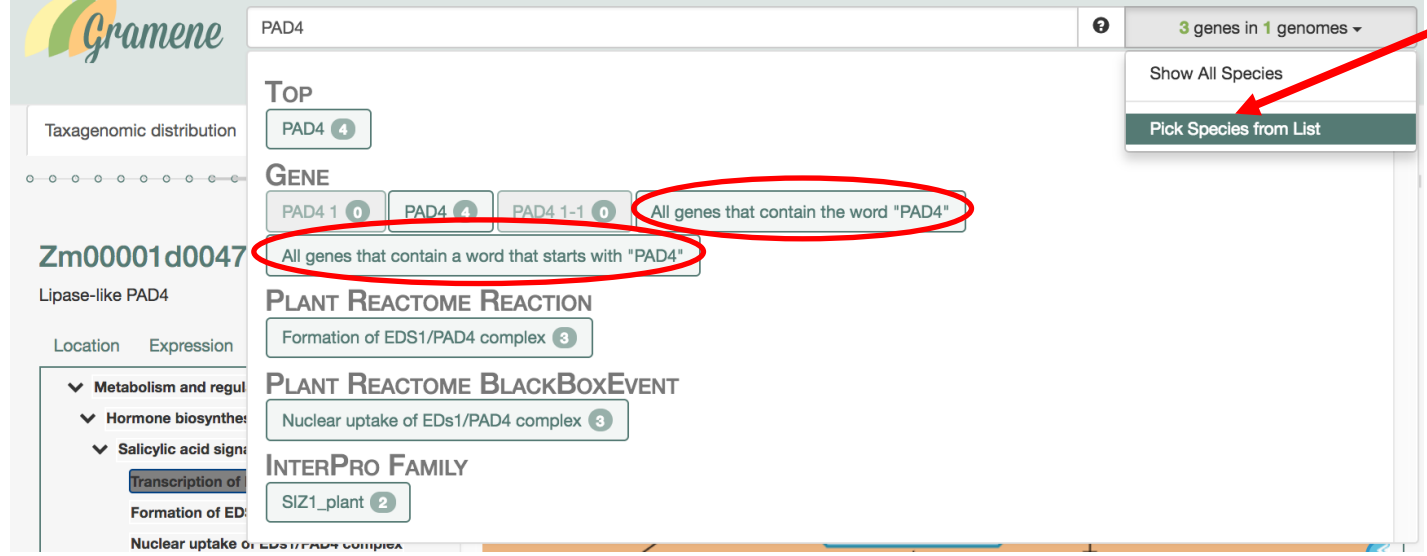 Gramene
PAD4
3 genes in 1 genomes
Show All Species
Pick Species from List
Taxagenomic distribution
TOP
PAD4 4
GENE
PAD4 1 0 PAD4 4 PAD4 1-1 0 All genes that contain the word "PAD4"
All genes that contain a word that starts with "PAD4"
PLANT REACTOME REACTION
Formation of EDS1/PAD4 complex 3
PLANT REACTOME BLACKBOXEVENT
Nuclear uptake of EDs1/PAD4 complex 3
INTERPRO FAMILY
SIZ1_plant 2
Zm00001d0047
Lipase-like PAD4
Location Expression
Metabolism and regul
Hormone biosynthes
Salicylic acid signa
Transcription of
Formation of ED
Nuclear uptake of EDs1/PAD4 complex